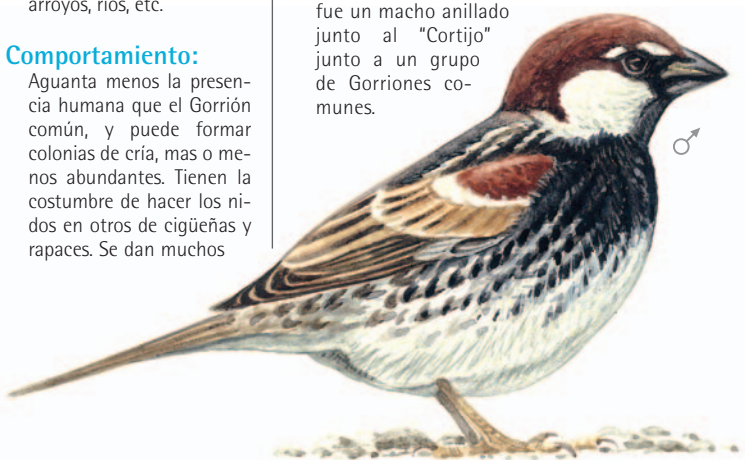 arroyos, ríos, etc.
Comportamiento:
Aguanta menos la presen-
cia humana que el Gorrión
común, y puede formar
colonias de cría, mas o me-
nos abundantes. Tienen la
costumbre de hacer los ni-
dos en otros de cigüeñas y
rapaces. Se dan muchos
fue un macho anillado
junto al “Cortijo”
junto a un grupo
de Gorriones co-
munes.
♂